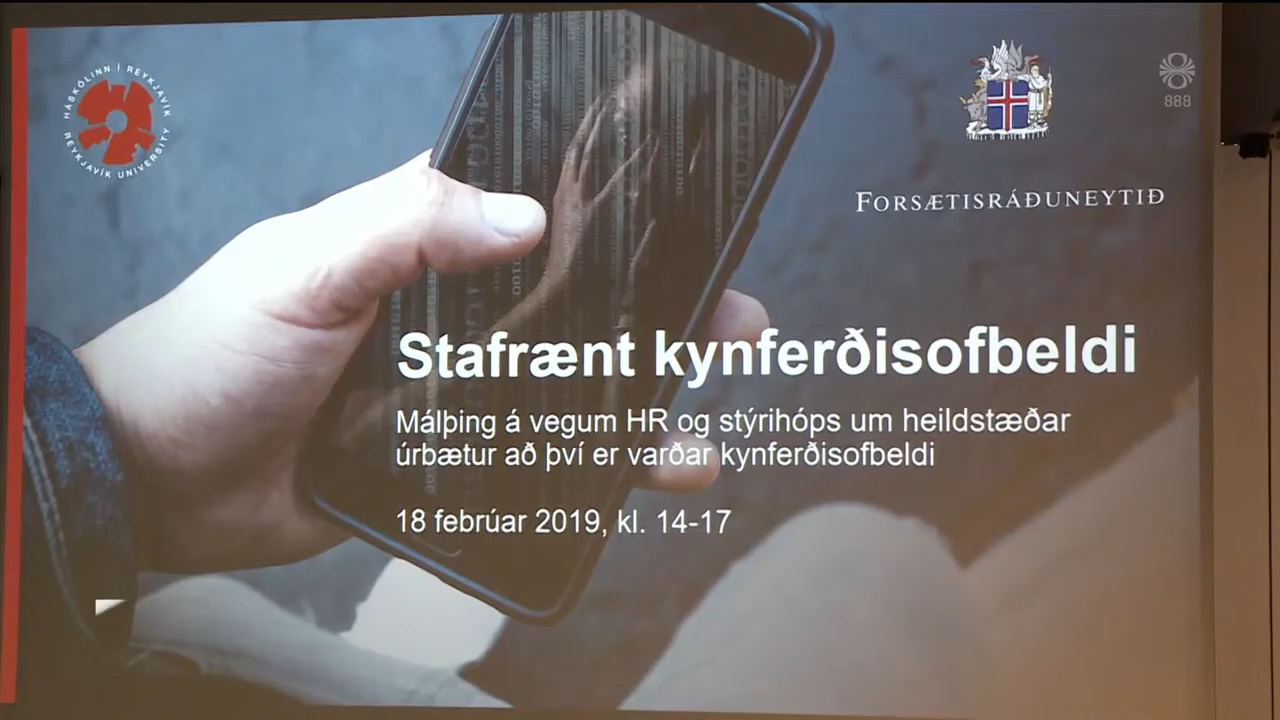 HÁSKÓLINN Í REYKJAVÍK
REYKJAVIK UNIVERSITY
888
FORSÆTISRÁÐUNEYTIÐ
Stafrænt kynferðisofbeldi
Málþing á vegum HR og stýrihóps um heildstæðar
úrbætur að því er varðar kynferðisofbeldi
18 febrúar 2019, kl. 14-17